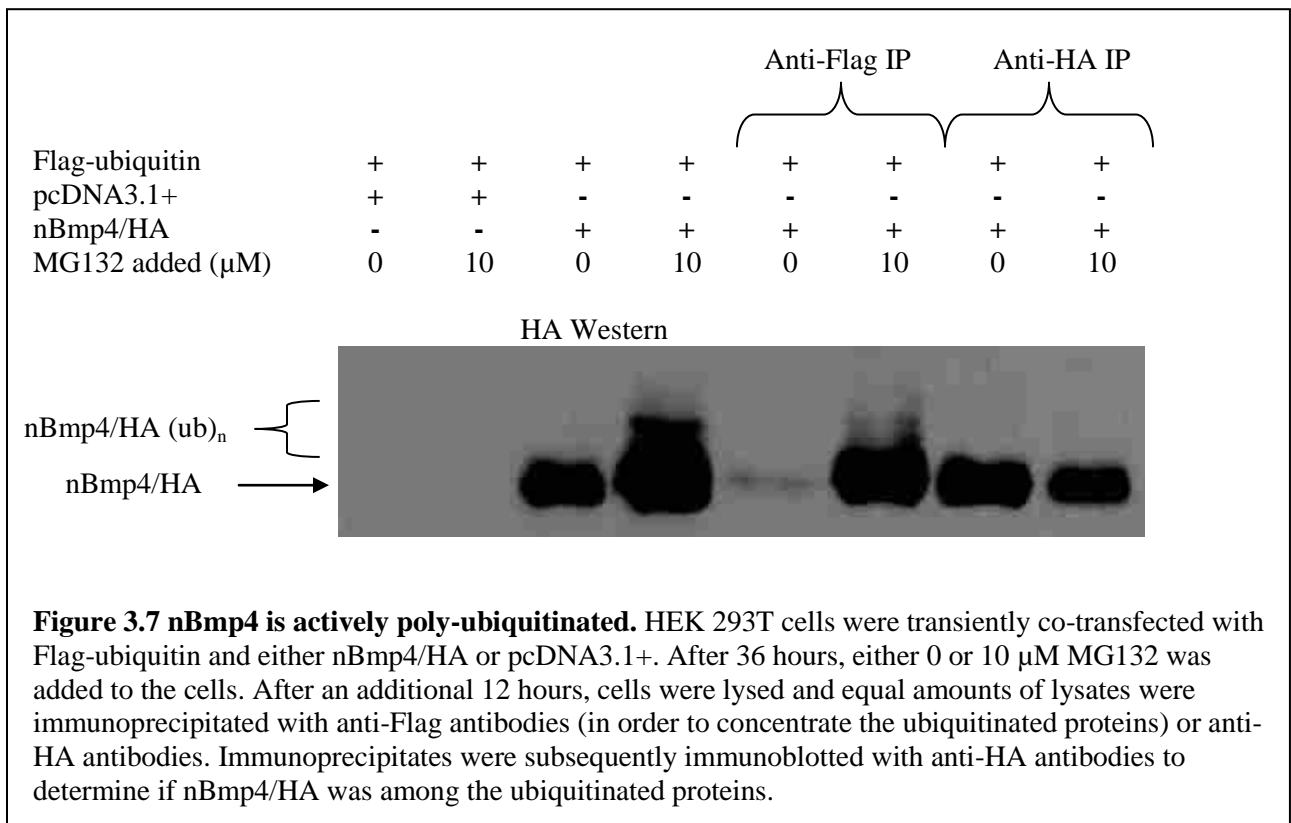 Anti-Flag IP Anti-HA IP
Flag-ubiquitin + + + + + + + +
pcDNA3.1+ + + - - - - - -
nBmp4/HA - - + + + + + +
MG132 added (µM) 0 10 0 10 0 10 0 10
HA Western
nBmp4/HA (ub)n
nBmp4/HA
Figure 3.7 nBmp4 is actively poly-ubiquitinated. HEK 293T cells were transiently co-transfected with
Flag-ubiquitin and either nBmp4/HA or pcDNA3.1+. After 36 hours, either 0 or 10 µM MG132 was
added to the cells. After an additional 12 hours, cells were lysed and equal amounts of lysates were
immunoprecipitated with anti-Flag antibodies (in order to concentrate the ubiquitinated proteins) or anti-
HA antibodies. Immunoprecipitates were subsequently immunoblotted with anti-HA antibodies to
determine if nBmp4/HA was among the ubiquitinated proteins.